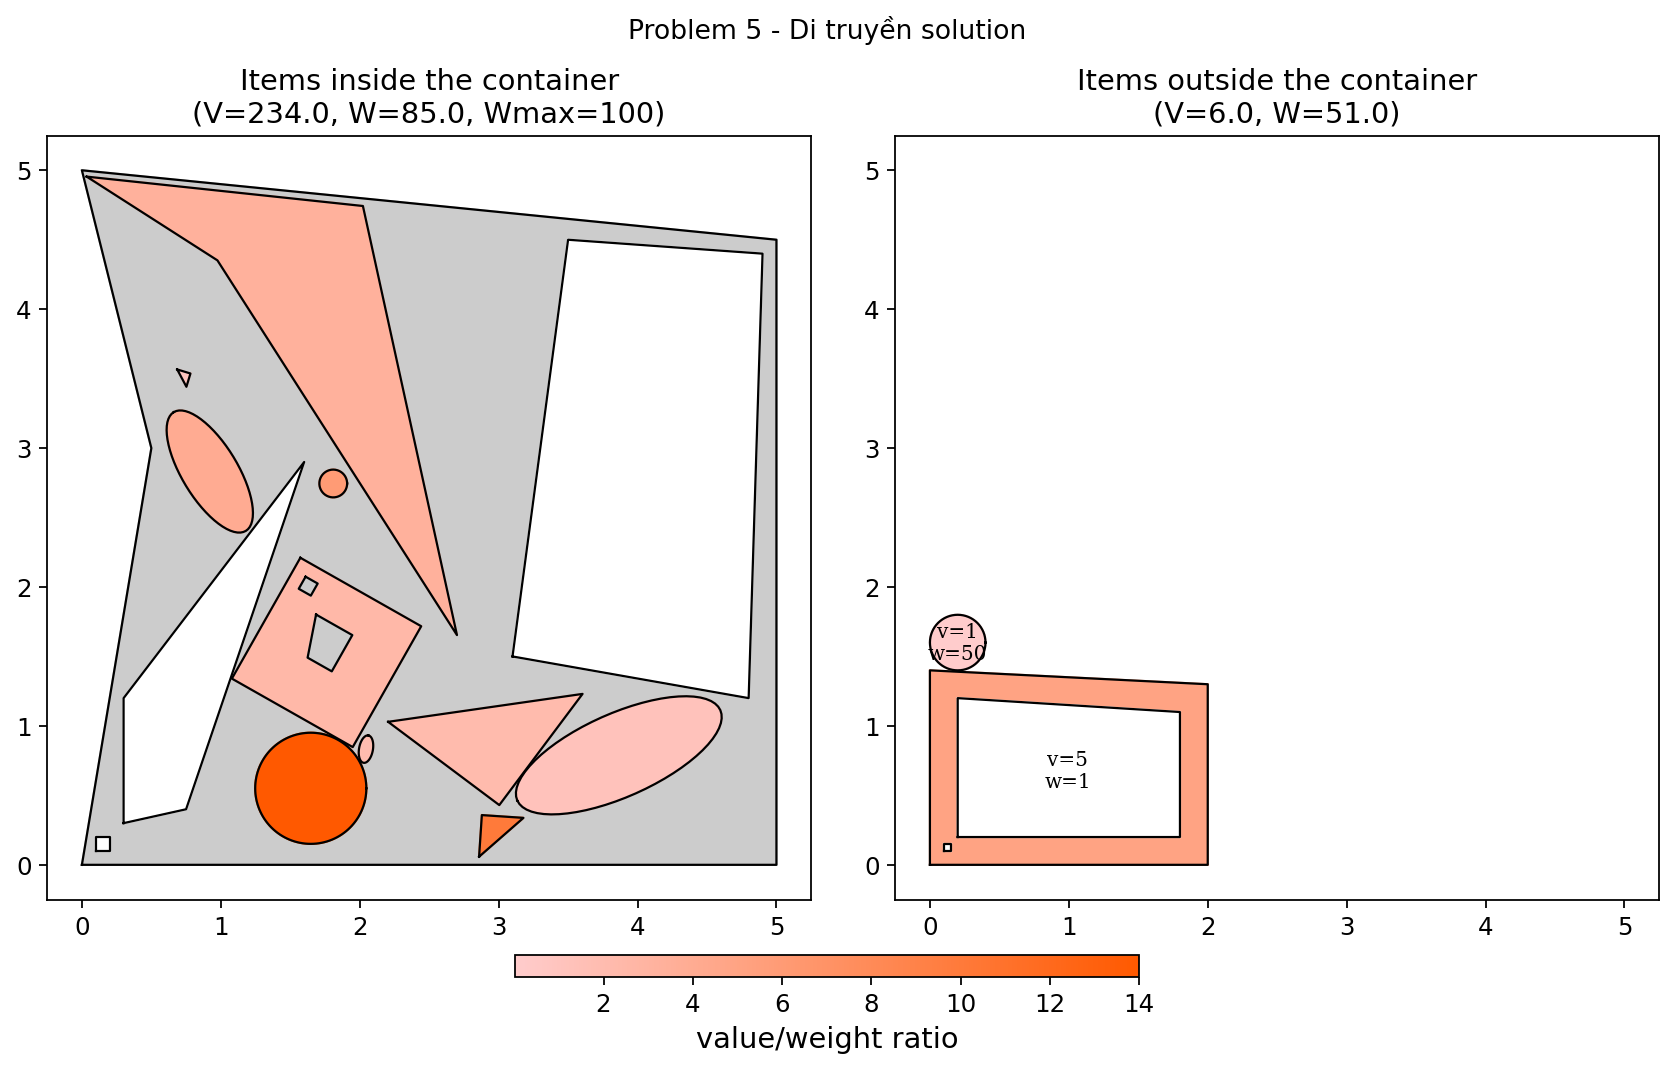 Problem 5 - Di truyền solution
Items inside the container
(V=234.0, W=85.0, Wmax=100)
5
4
3
2
1
0
0 1 2 3 4 5
Items outside the container
(V=6.0, W=51.0)
5
4
3
2
1
0
v=1
w=50
v=5
w=1
0 1 2 3 4 5
2 4 6 8 10 12 14
value/weight ratio